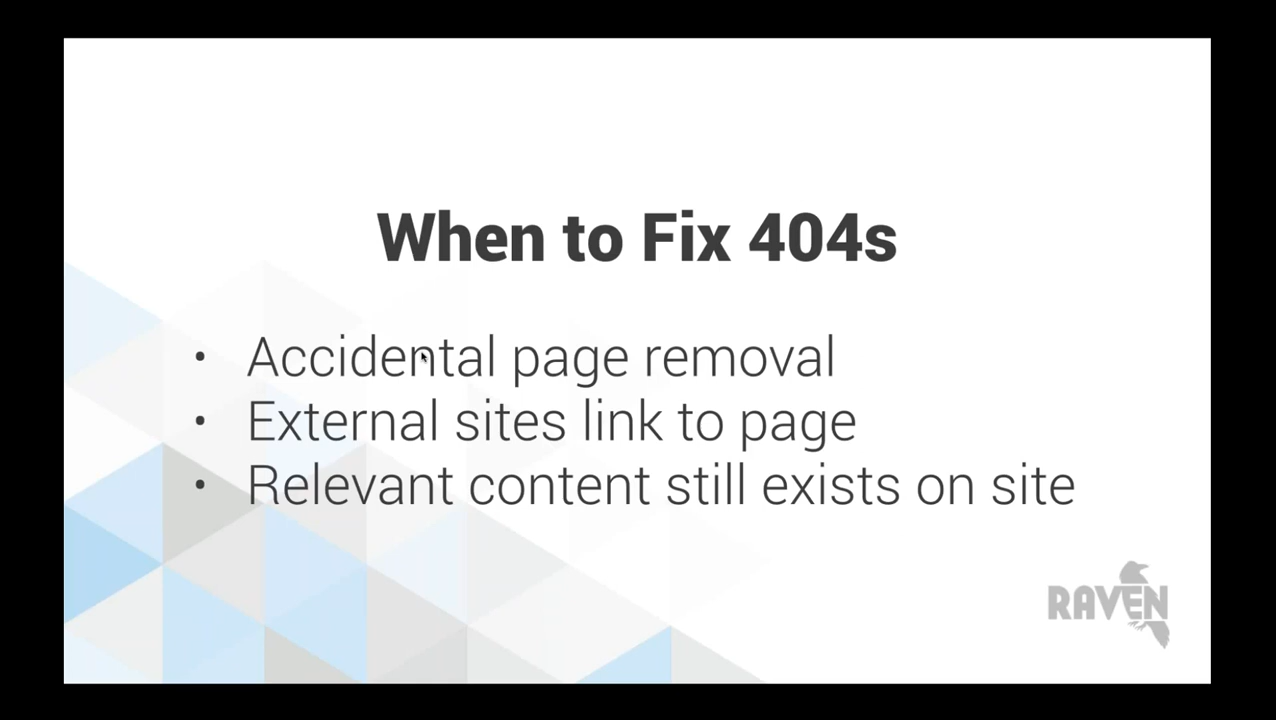 When to Fix 404s
• Accidental page removal
• External sites link to page
• Relevant content still exists on site
RAVEN